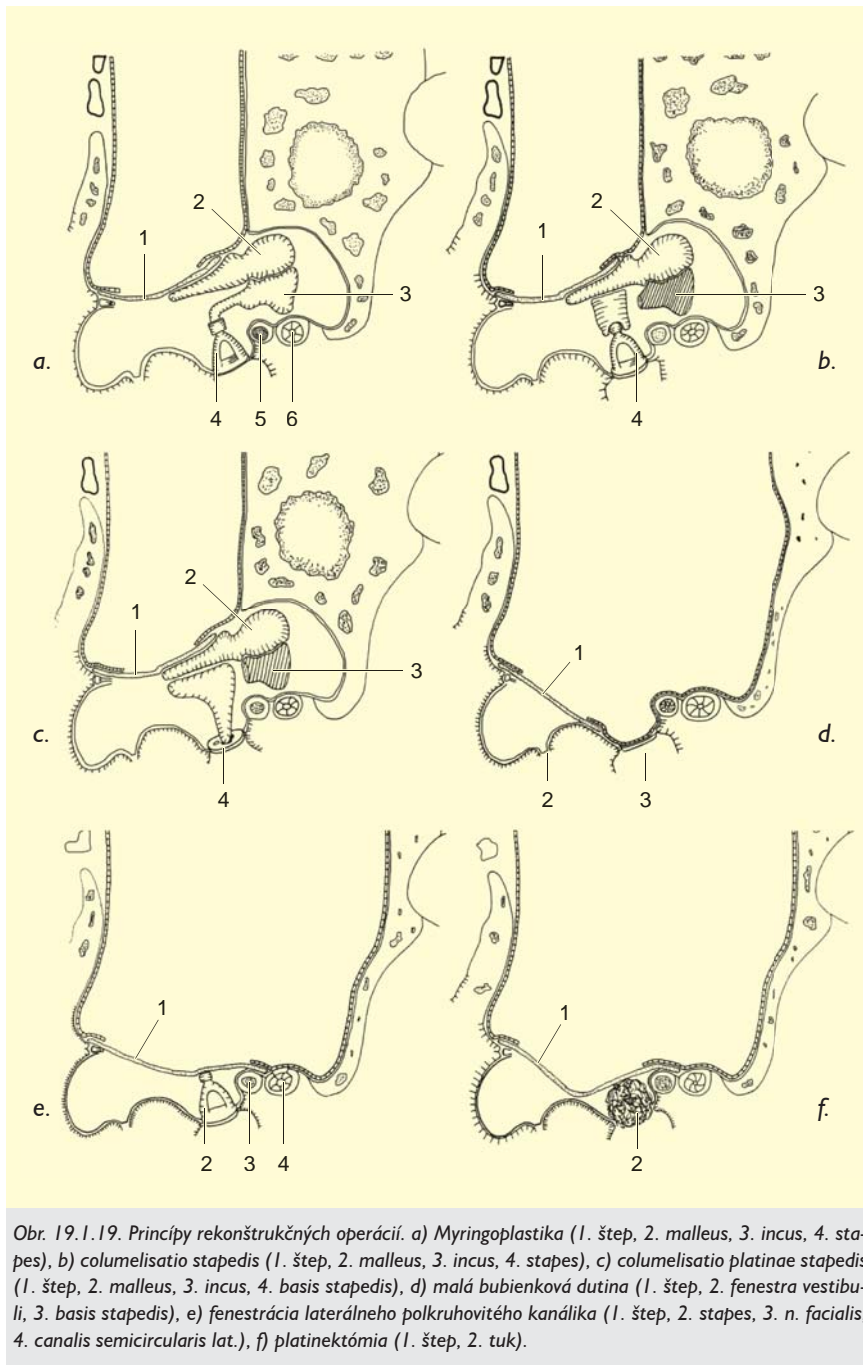 2
1
3
a.
4 5 6
2
1
3
b.
4
2
1
3
c.
4
1
d.
2 3
1
e.
2 3 4
1
f.
2
Obr. 19.1.19. Princípy rekonštrukčných operácií. a) Myringoplastika (1. štep, 2. malleus, 3. incus, 4. sta-
pes), b) columelisatio stapedis (1. štep, 2. malleus, 3. incus, 4. stapes), c) columelisatio platinae stapedis
(1. štep, 2. malleus, 3. incus, 4. basis stapedis), d) malá bubienková dutina (1. štep, 2. fenestra vestibu-
li, 3. basis stapedis), e) fenestrácia laterálneho polkruhovitého kanálika (1. štep, 2. stapes, 3. n. facialis
4. canalis semicircularis lat.), f) platinektómia (1. štep, 2. tuk).